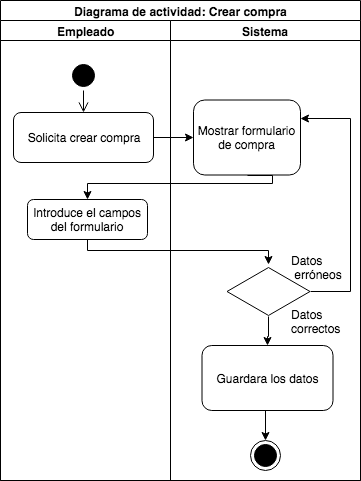 Diagrama de actividad: Crear compra
Empleado
Sistema
Solicita crear compra
Mostrar formulario
de compra
Introduce el campos
del formulario
Datos
erróneos
Datos
correctos
Guardara los datos